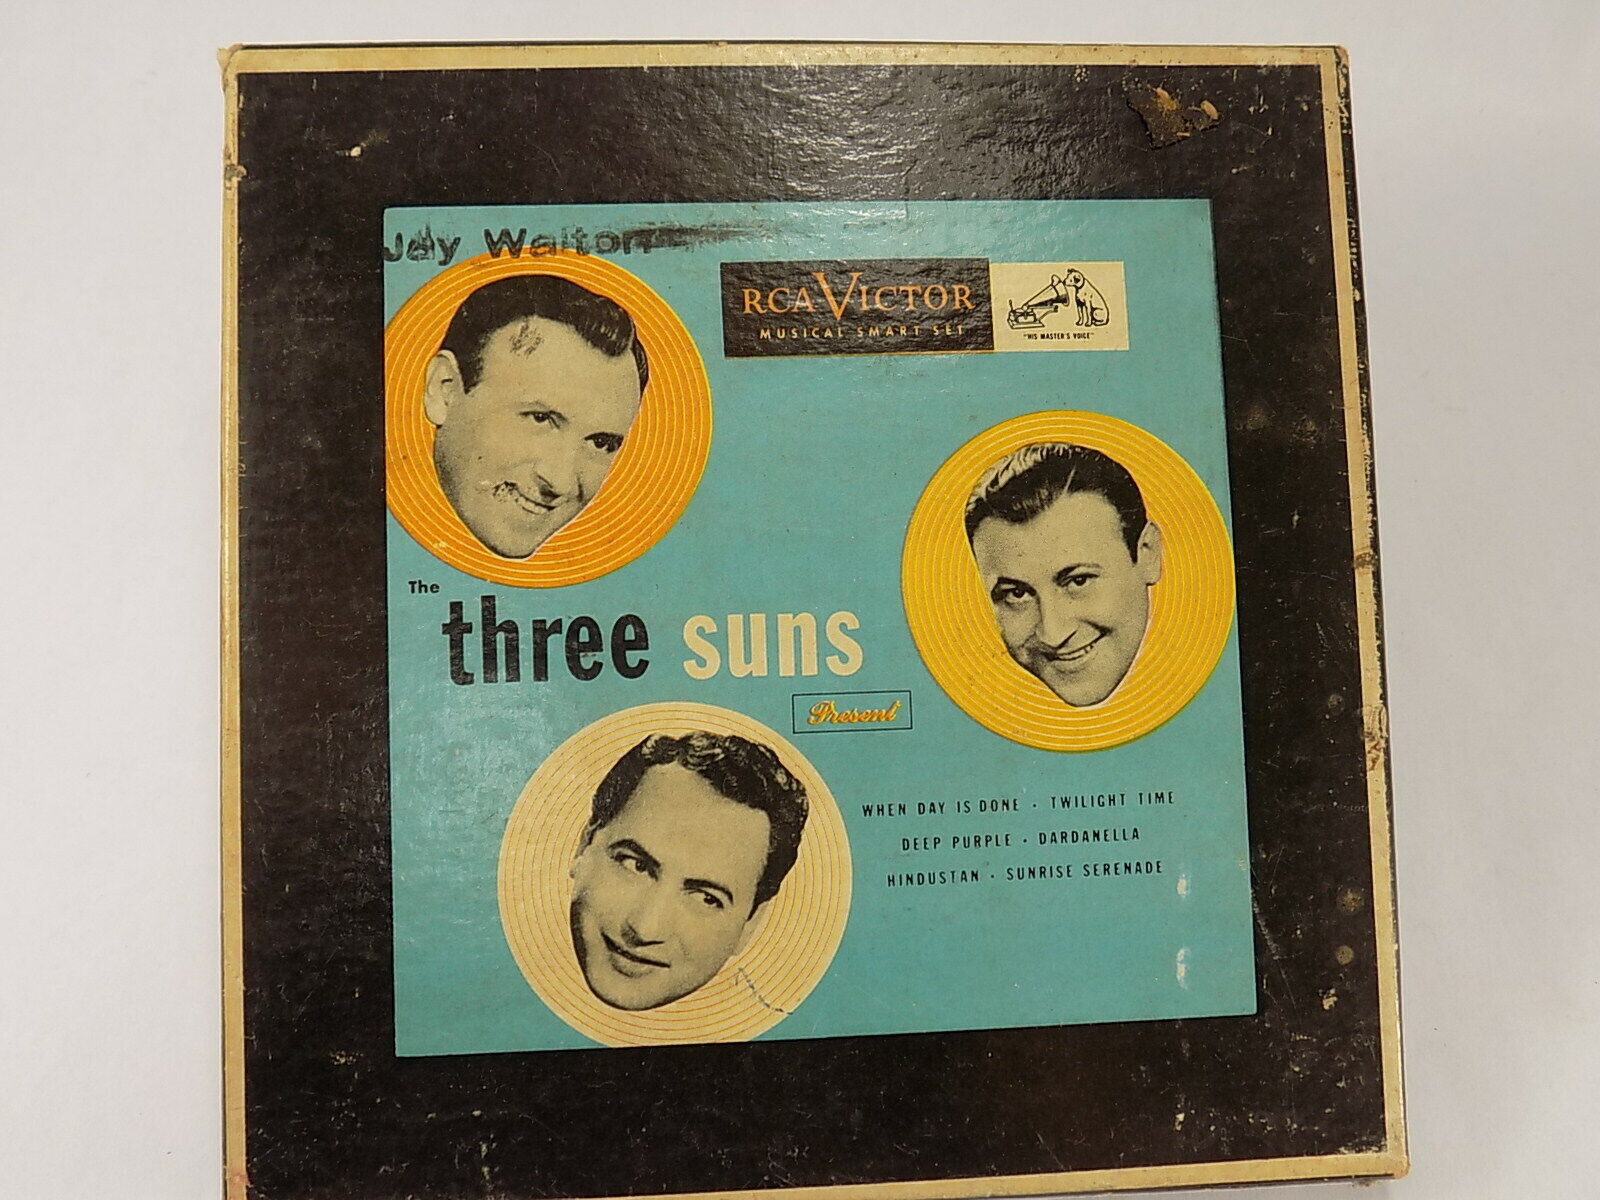 Jay Walton
RCA VICTOR
MUSICAL SMART SET
"HIS MASTER'S VOICE"
The
three suns
Present
WHEN DAY IS DONE · TWILIGHT TIME
DEEP PURPLE · DARDANELLA
HINDUSTAN · SUNRISE SERENADE